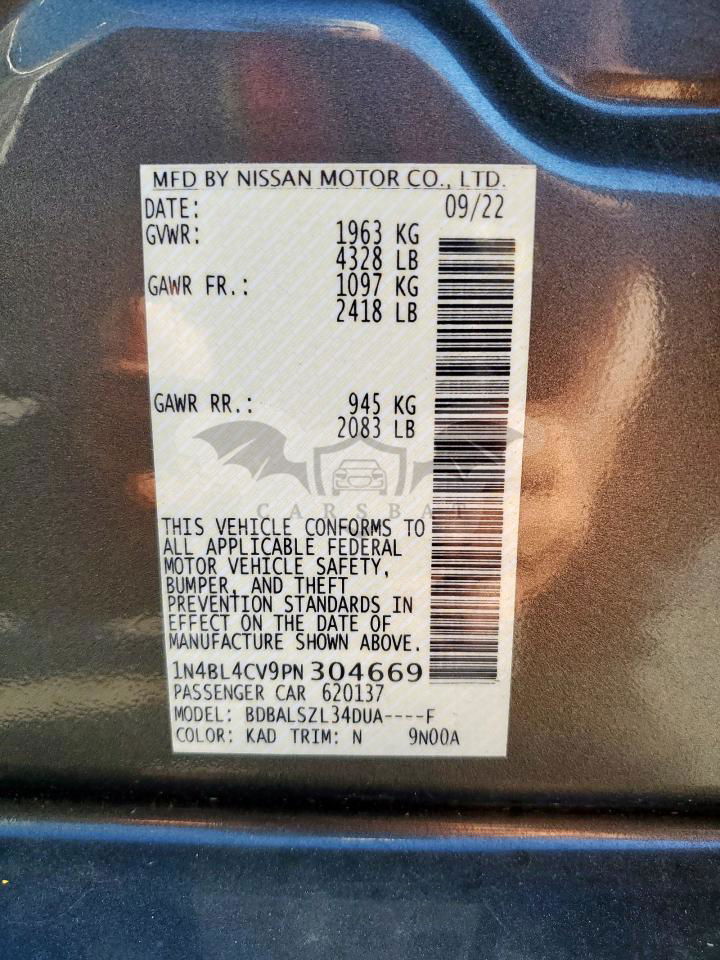 MFD BY NISSAN MOTOR CO., LTD.
DATE: 09/22
GVWR: 1963 KG
4328 LB
GAWR FR.: 1097 KG
2418 LB
GAWR RR.: 945 KG
2083 LB
CARSBAT
THIS VEHICLE CONFORMS TO
ALL APPLICABLE FEDERAL
MOTOR VEHICLE SAFETY,
BUMPER, AND THEFT
PREVENTION STANDARDS IN
EFFECT ON THE DATE OF
MANUFACTURE SHOWN ABOVE.
1N4BL4CV9PN304669
PASSENGER CAR 620137
MODEL: BDBALSZL34DUA----F
COLOR: KAD TRIM: N 9N00A